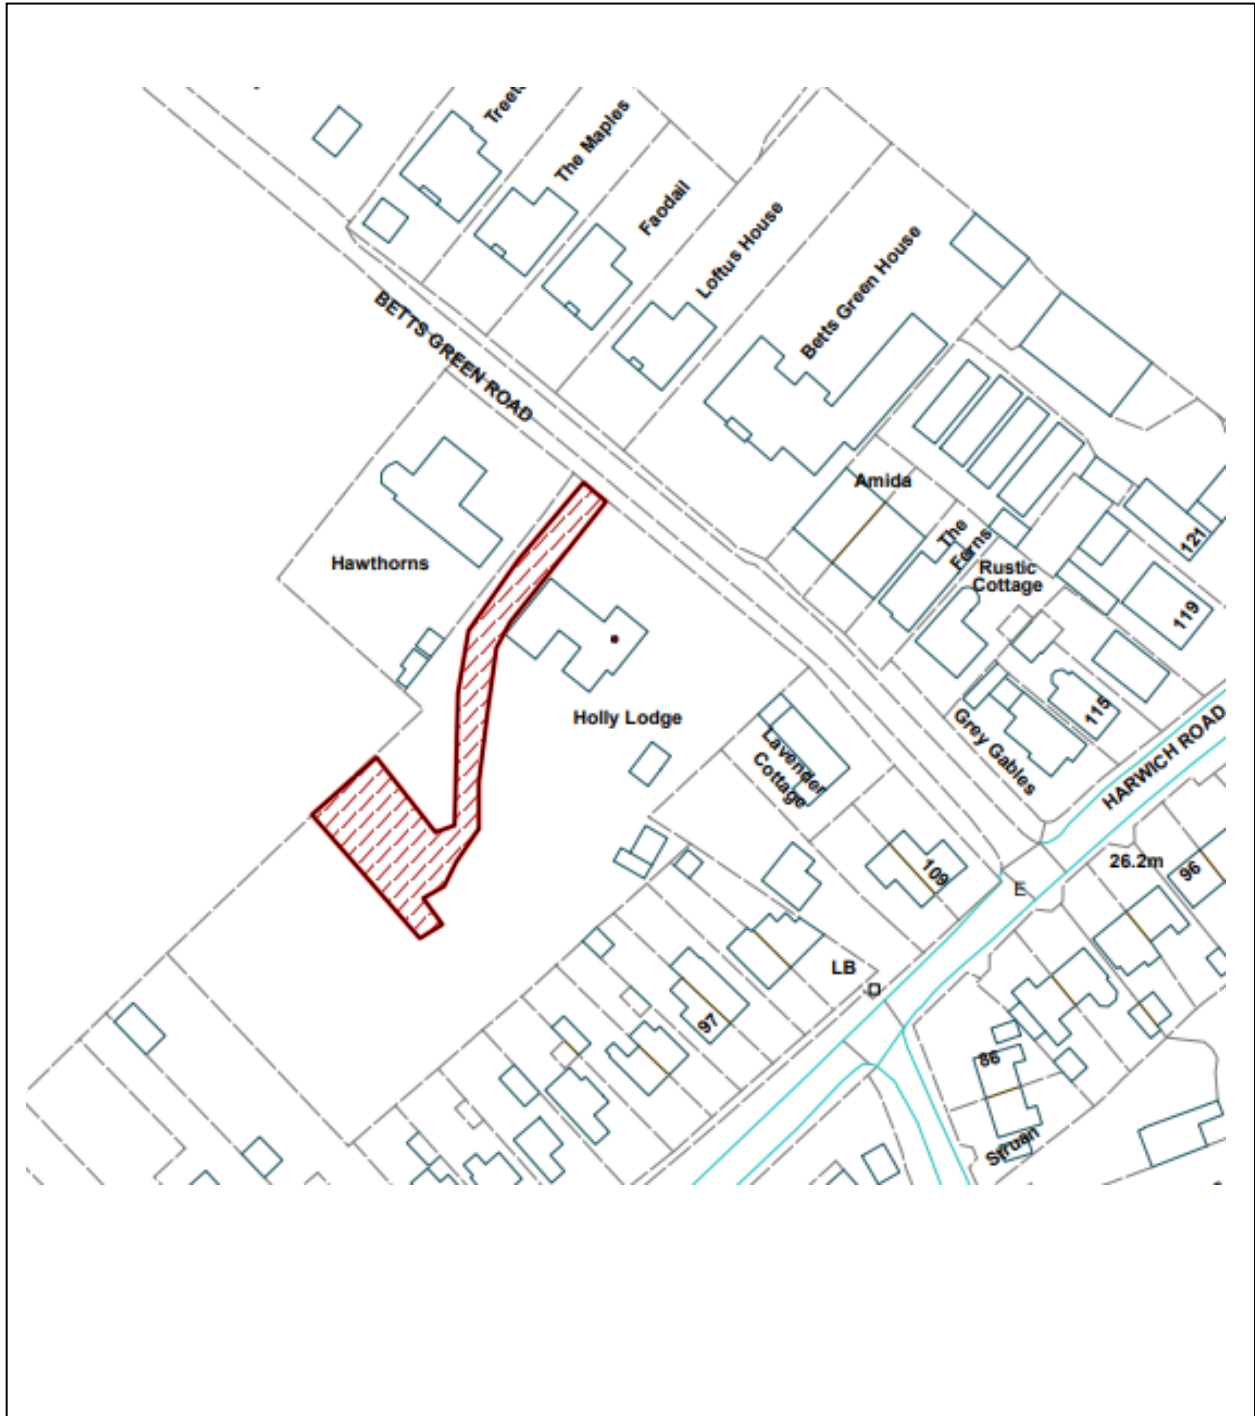 The Maples
Faodail
Loftus House
Betts Green House
BETTS GREEN ROAD
Amida
The
Ferns
Rustic
Cottage
121
119
Hawthorns
115
Grey Gables
HARWICH ROAD
Holly Lodge
Lavender
Cottage
109
26.2m
96
E
LB
D
97
86
Struan